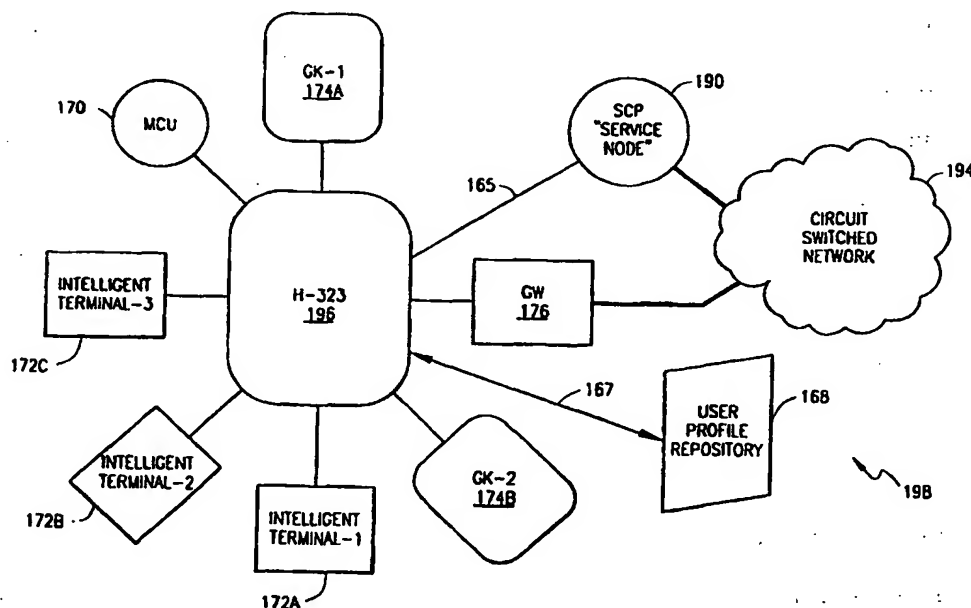 GK-1
174A
170
MCU
190
SCP
"SERVICE
NODE"
165
194
CIRCUIT
SWITCHED
NETWORK
INTELLIGENT
TERMINAL-3
172C
H-323
196
GW
176
167
168
USER
PROFILE
REPOSITORY
INTELLIGENT
TERMINAL-2
172B
INTELLIGENT
TERMINAL-1
172A
GK-2
174B
198